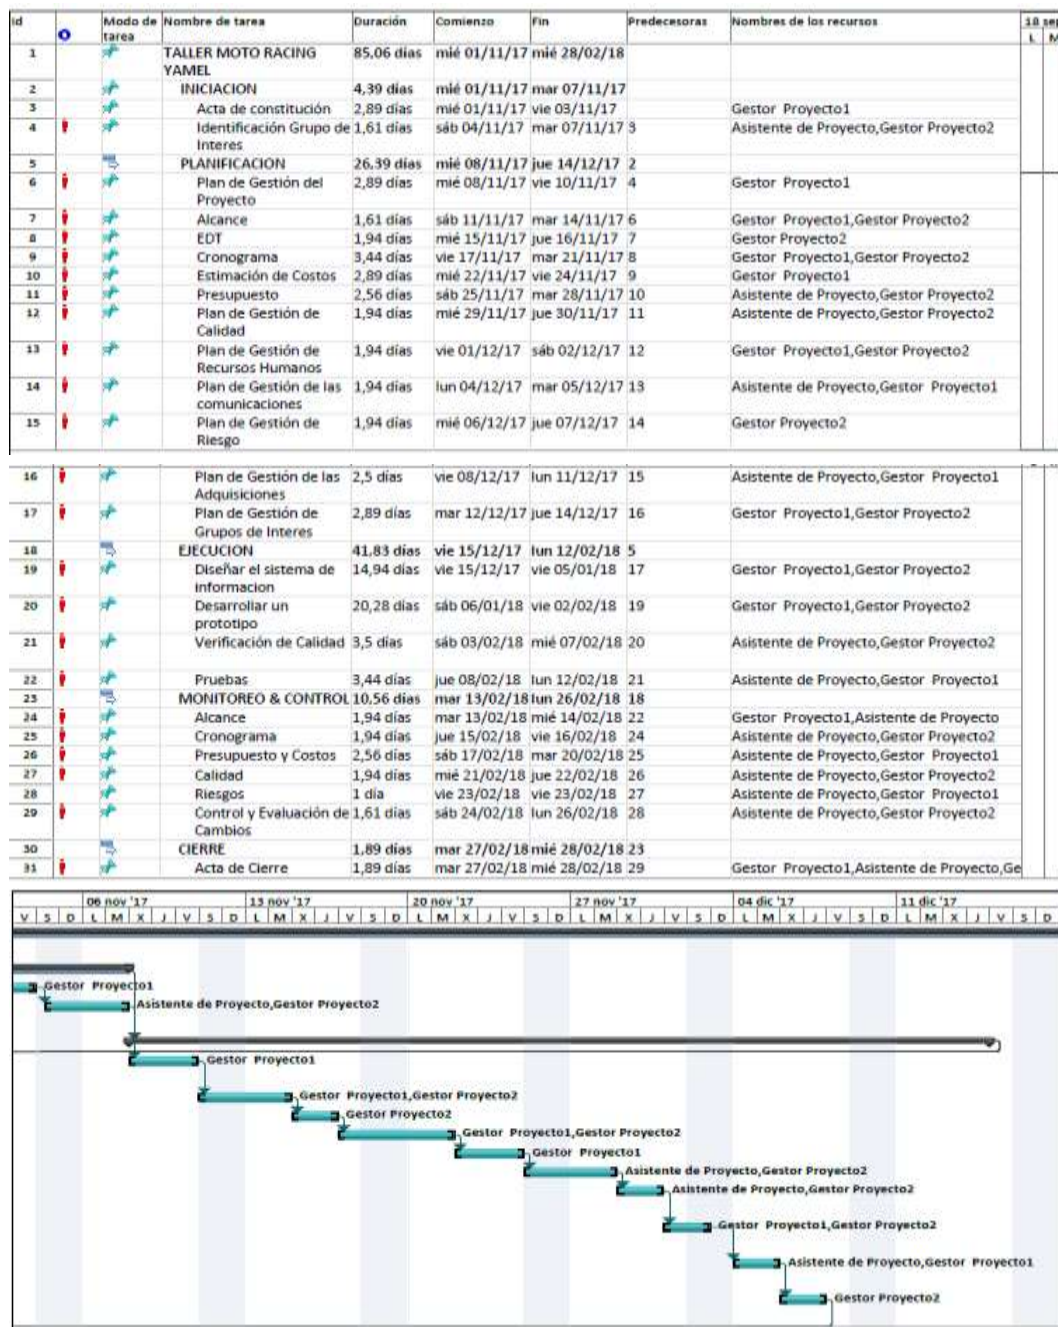 Id Modo de tarea Nombre de tarea Duración Comienzo Fin Predecesoras Nombres de los recursos 18 sep
L M
1 TALLER MOTO RACING YAMEL 85.06 días mié 01/11/17 mié 28/02/18
2 INICIACION 4,39 días mié 01/11/17 mar 07/11/17
3 Acta de constitución 2,89 días mié 01/11/17 vie 03/11/17 Gestor Proyecto1
4 Identificación Grupo de Interes 1,61 días sáb 04/11/17 mar 07/11/17 3 Asistente de Proyecto,Gestor Proyecto2
5 PLANIFICACION 26,39 días mié 08/11/17 jue 14/12/17 2
6 Plan de Gestión del Proyecto 2,89 días mié 08/11/17 vie 10/11/17 4 Gestor Proyecto1
7 Alcance 1,61 días sáb 11/11/17 mar 14/11/17 6 Gestor Proyecto1,Gestor Proyecto2
8 EDT 1,94 días mié 15/11/17 jue 16/11/17 7 Gestor Proyecto2
9 Cronograma 3,44 días vie 17/11/17 mar 21/11/17 8 Gestor Proyecto1,Gestor Proyecto2
10 Estimación de Costos 2,89 días mié 22/11/17 vie 24/11/17 9 Gestor Proyecto1
11 Presupuesto 2,56 días sáb 25/11/17 mar 28/11/17 10 Asistente de Proyecto,Gestor Proyecto2
12 Plan de Gestión de Calidad 1,94 días mié 29/11/17 jue 30/11/17 11 Asistente de Proyecto,Gestor Proyecto2
13 Plan de Gestión de Recursos Humanos 1,94 días vie 01/12/17 sáb 02/12/17 12 Gestor Proyecto1,Gestor Proyecto2
14 Plan de Gestión de las comunicaciones 1,94 días lun 04/12/17 mar 05/12/17 13 Asistente de Proyecto,Gestor Proyecto1
15 Plan de Gestión de Riesgo 1,94 días mié 06/12/17 jue 07/12/17 14 Gestor Proyecto2
16 Plan de Gestión de las Adquisiciones 2,5 días vie 08/12/17 lun 11/12/17 15 Asistente de Proyecto,Gestor Proyecto1
17 Plan de Gestión de Grupos de Interes 2,89 días mar 12/12/17 jue 14/12/17 16 Gestor Proyecto1,Gestor Proyecto2
18 EJECUCION 41,83 días vie 15/12/17 lun 12/02/18 5
19 Diseñar el sistema de informacion 14,94 días vie 15/12/17 vie 05/01/18 17 Gestor Proyecto1,Gestor Proyecto2
20 Desarrollar un prototipo 20,28 días sáb 06/01/18 vie 02/02/18 19 Gestor Proyecto1,Gestor Proyecto2
21 Verificación de Calidad 3,5 días sáb 03/02/18 mié 07/02/18 20 Asistente de Proyecto,Gestor Proyecto2
22 Pruebas 3,44 días jue 08/02/18 lun 12/02/18 21 Asistente de Proyecto,Gestor Proyecto1
23 MONITOREO & CONTROL 10,56 días mar 13/02/18 lun 26/02/18 18
24 Alcance 1,94 días mar 13/02/18 mié 14/02/18 22 Gestor Proyecto1,Asistente de Proyecto
25 Cronograma 1,94 días jue 15/02/18 vie 16/02/18 24 Asistente de Proyecto,Gestor Proyecto2
26 Presupuesto y Costos 2,56 días sáb 17/02/18 mar 20/02/18 25 Asistente de Proyecto,Gestor Proyecto1
27 Calidad 1,94 días mié 21/02/18 jue 22/02/18 26 Asistente de Proyecto,Gestor Proyecto2
28 Riesgos 1 día vie 23/02/18 vie 23/02/18 27 Asistente de Proyecto,Gestor Proyecto1
29 Control y Evaluación de Cambios 1,61 días sáb 24/02/18 lun 26/02/18 28 Asistente de Proyecto,Gestor Proyecto2
30 CIERRE 1,89 días mar 27/02/18 mié 28/02/18 23
31 Acta de Cierre 1,89 días mar 27/02/18 mié 28/02/18 29 Gestor Proyecto1,Asistente de Proyecto,Ge
06 nov '17 13 nov '17 20 nov '17 27 nov '17 04 dic '17 11 dic '17
V S D L M X J V S D L M X J V S D L M X J V S D L M X J V S D L M X J V S D L M X J V S D
Gestor Proyecto1
Asistente de Proyecto,Gestor Proyecto2
Gestor Proyecto1
Gestor Proyecto1,Gestor Proyecto2
Gestor Proyecto2
Gestor Proyecto1,Gestor Proyecto2
Gestor Proyecto1
Asistente de Proyecto,Gestor Proyecto2
Asistente de Proyecto,Gestor Proyecto2
Gestor Proyecto1,Gestor Proyecto2
Asistente de Proyecto,Gestor Proyecto1
Gestor Proyecto2